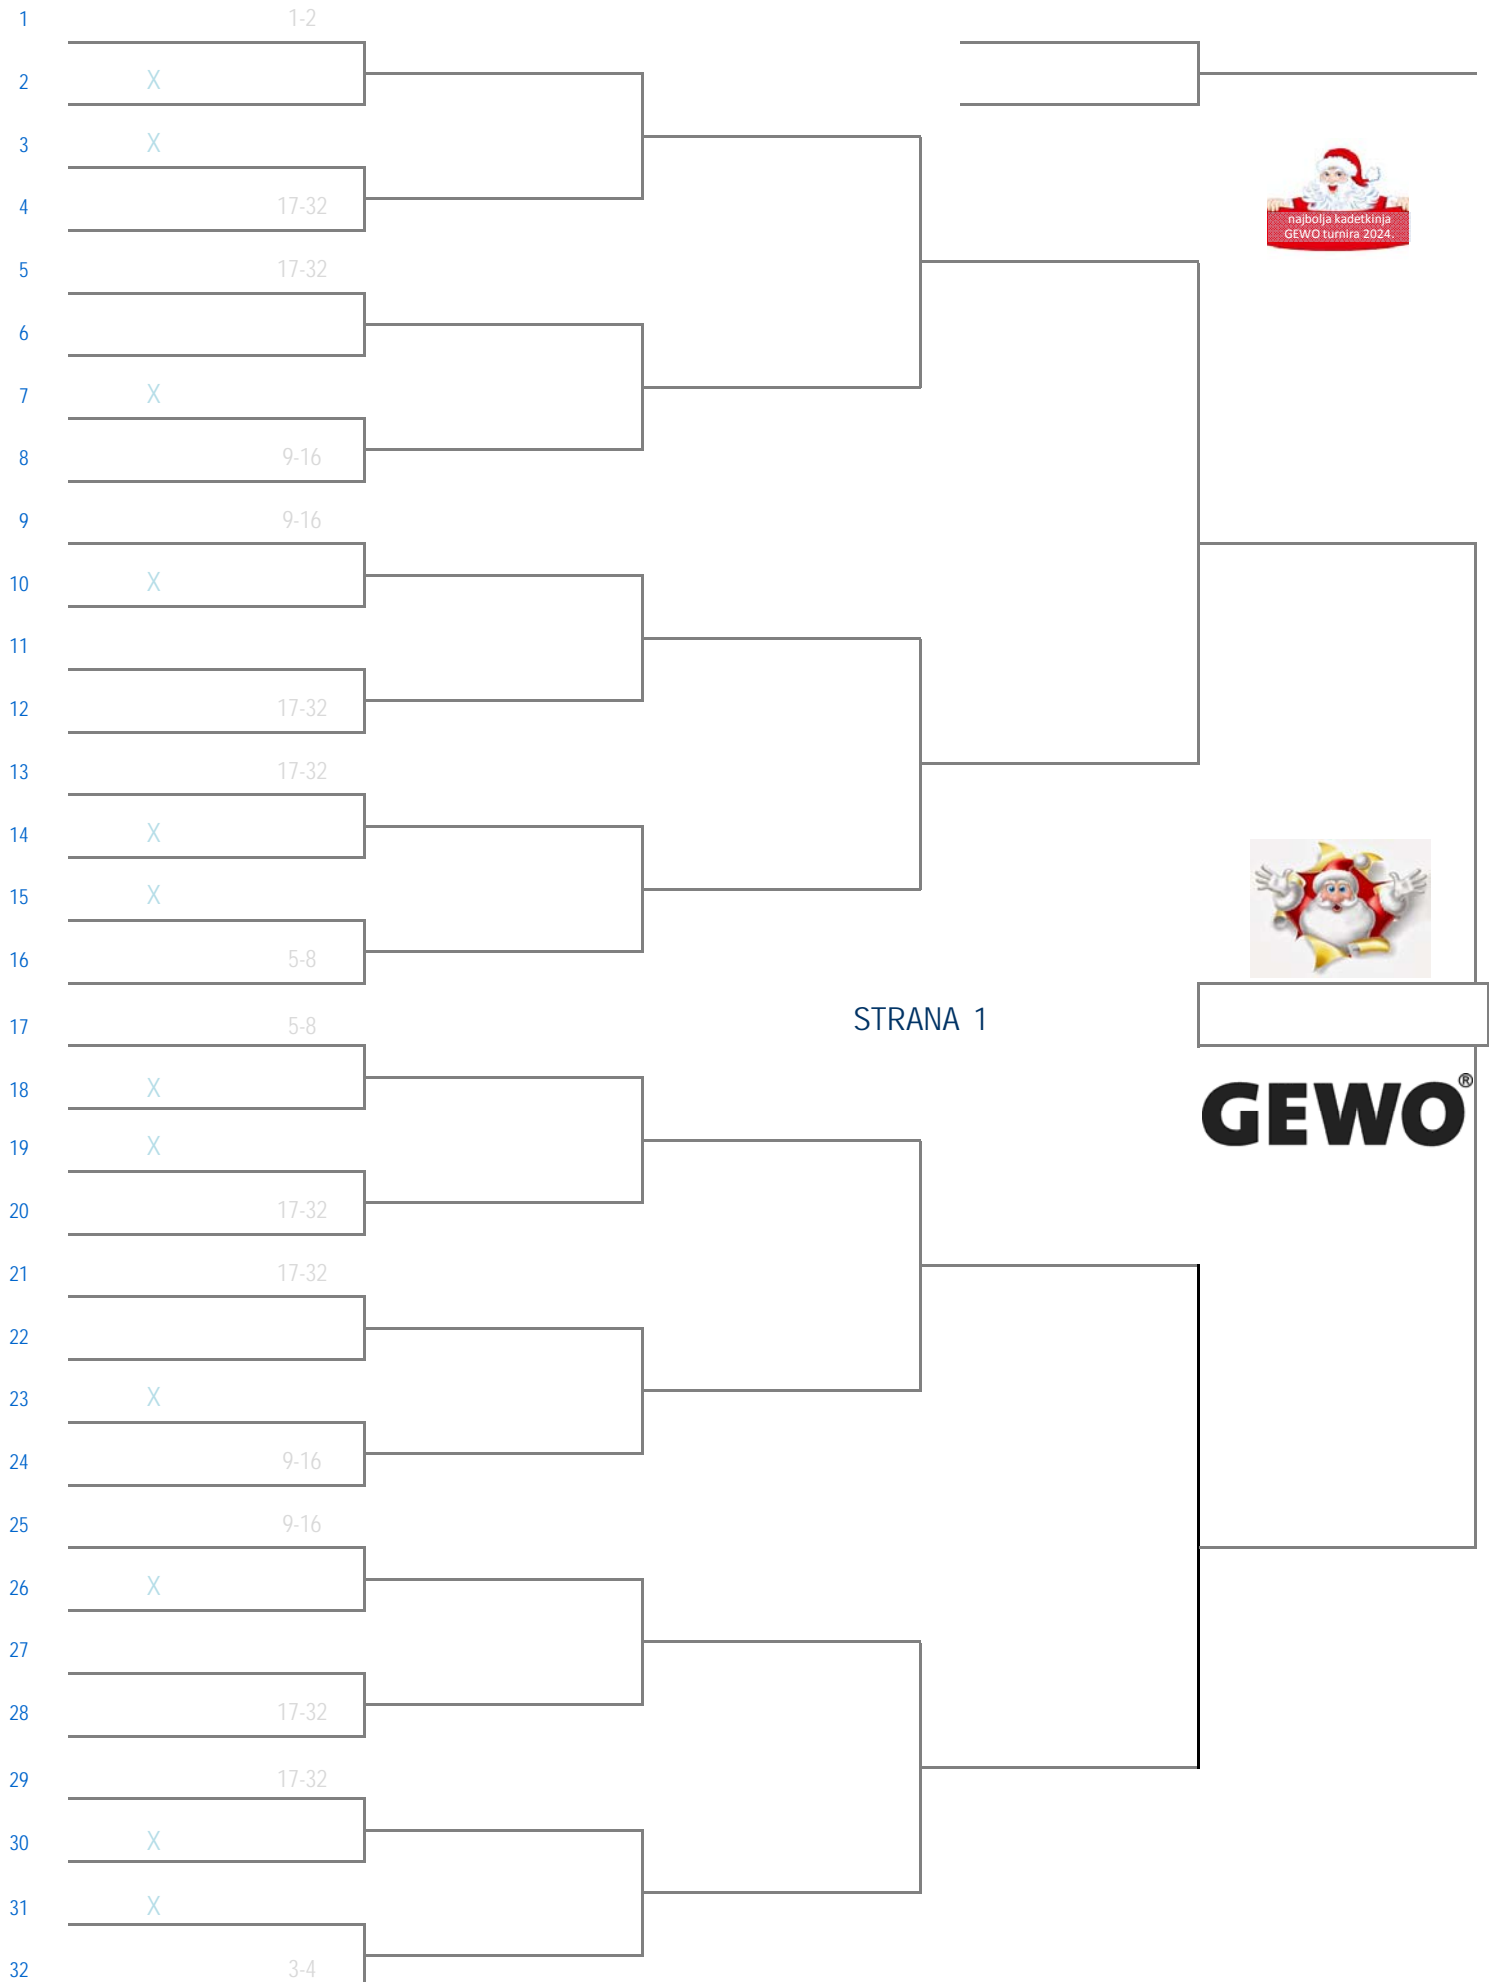 1 1-2
2 X
3 X
4 17-32
najbolja kadetkinja
GEWO turnira 2024.
5 17-32
6
7 X
8 9-16
9 9-16
10 X
11
12 17-32
13 17-32
14 X
15 X
16 5-8
17 5-8
STRANA 1
18 X
GEWO®
19 X
20 17-32
21 17-32
22
23 X
24 9-16
25 9-16
26 X
27
28 17-32
29 17-32
30 X
31 X
32 3-4